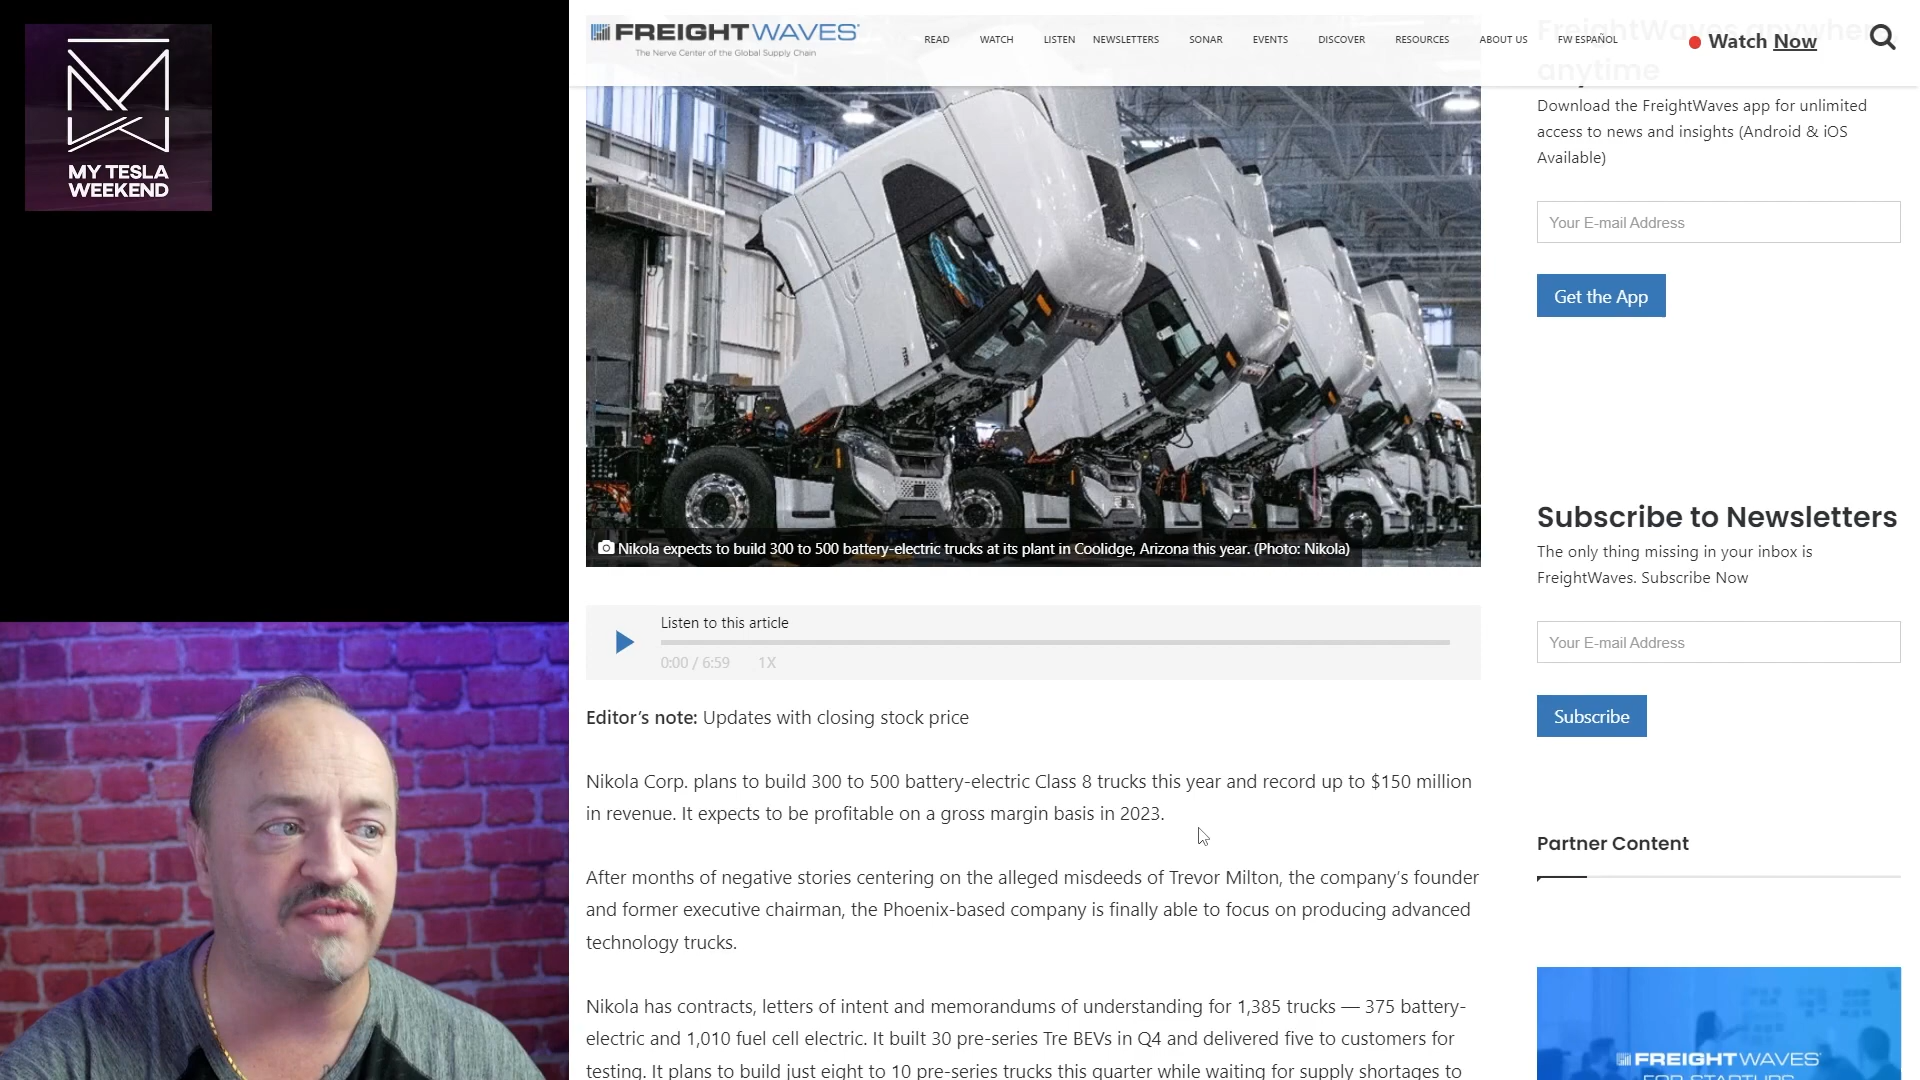 MY TESLA
WEEKEND
FREIGHTWAVES
The Nerve Center of the Global Supply Chain
READ WATCH LISTEN NEWSLETTERS SONAR EVENTS DISCOVER RESOURCES ABOUT US FW ESPAÑOL
Watch Now
FreightWaves anywhere,
anytime
Download the FreightWaves app for unlimited
access to news and insights (Android & iOS
Available)
Your E-mail Address
Get the App
Nikola expects to build 300 to 500 battery-electric trucks at its plant in Coolidge, Arizona this year. (Photo: Nikola)
Listen to this article
0:00 / 6:59 1X
Editor’s note: Updates with closing stock price
Nikola Corp. plans to build 300 to 500 battery-electric Class 8 trucks this year and record up to $150 million
in revenue. It expects to be profitable on a gross margin basis in 2023.
After months of negative stories centering on the alleged misdeeds of Trevor Milton, the company’s founder
and former executive chairman, the Phoenix-based company is finally able to focus on producing advanced
technology trucks.
Nikola has contracts, letters of intent and memorandums of understanding for 1,385 trucks — 375 battery-
electric and 1,010 fuel cell electric. It built 30 pre-series Tre BEVs in Q4 and delivered five to customers for
testing. It plans to build just eight to 10 pre-series trucks this quarter while waiting for supply shortages to
Subscribe to Newsletters
The only thing missing in your inbox is
FreightWaves. Subscribe Now
Your E-mail Address
Subscribe
Partner Content
FREIGHTWAVES
FOR STARTUPS